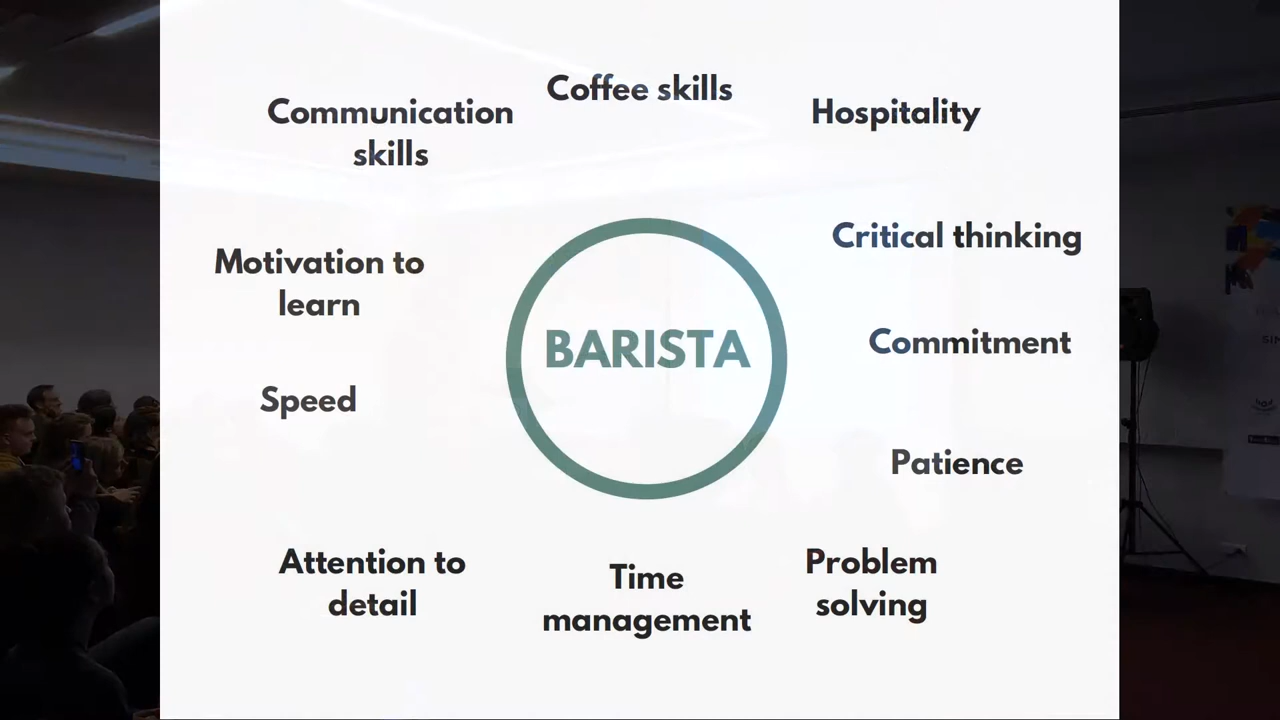 Coffee skills
Communication
skills
Hospitality
Critical thinking
Motivation to
learn
BARISTA
Commitment
Speed
Patience
Attention to
detail
Time
management
Problem
solving